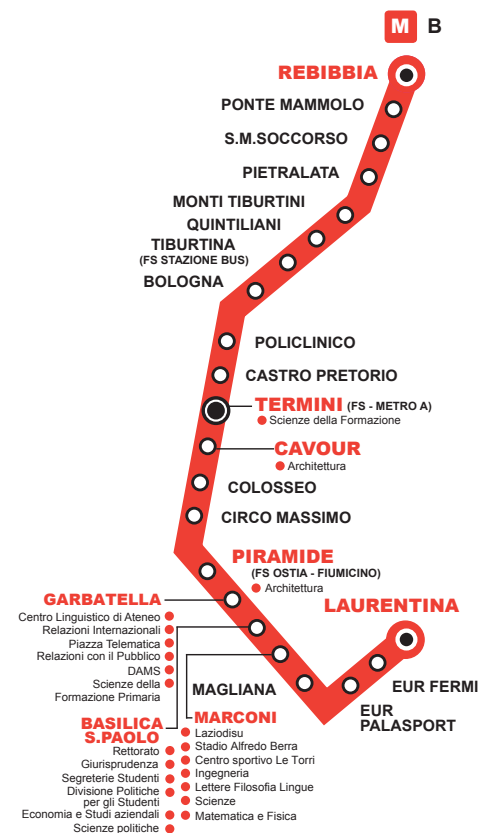 M B
REBIBBIA
PONTE MAMMOLO
S.M.SOCCORSO
PIETRALATA
MONTI TIBURTINI
QUINTILIANI
TIBURTINA
(FS STAZIONE BUS)
BOLOGNA
POLICLINICO
CASTRO PRETORIO
TERMINI (FS - METRO A)
Scienze della Formazione
CAVOUR
Architettura
COLOSSEO
CIRCO MASSIMO
PIRAMIDE
(FS OSTIA - FIUMICINO)
Architettura
GARBATELLA
Centro Linguistico di Ateneo
Relazioni Internazionali
Piazza Telematica
Relazioni con il Pubblico
DAMS
Scienze della
Formazione Primaria
BASILICA
S.PAOLO
Rettorato
Giurisprudenza
Segreterie Studenti
Divisione Politiche
per gli Studenti
Economia e Studi aziendali
Scienze politiche
MARCONI
Laziodisu
Stadio Alfredo Berra
Centro sportivo Le Torri
Ingegneria
Lettere Filosofia Lingue
Scienze
Matematica e Fisica
MAGLIANA
EUR
PALASPORT
EUR FERMI
LAURENTINA